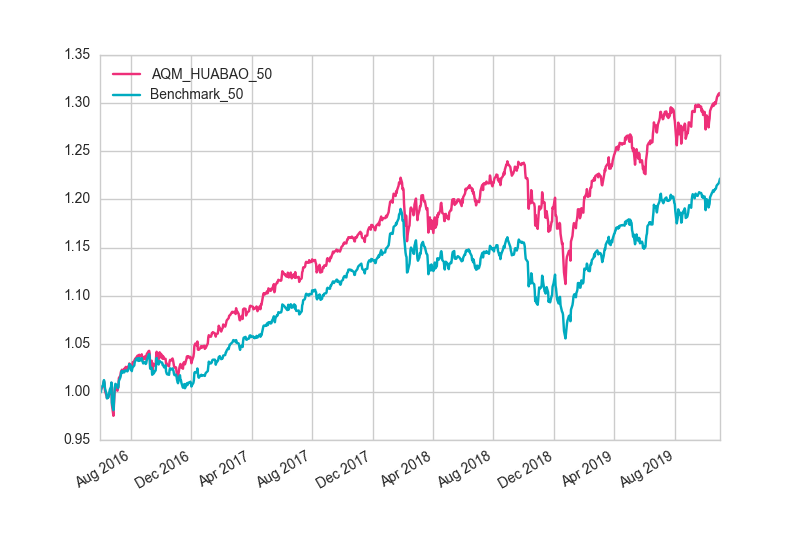 1.35
1.30
1.25
1.20
1.15
1.10
1.05
1.00
0.95
AQM_HUABAO_50
Benchmark_50
Aug 2016
Dec 2016
Apr 2017
Aug 2017
Dec 2017
Apr 2018
Aug 2018
Dec 2018
Apr 2019
Aug 2019